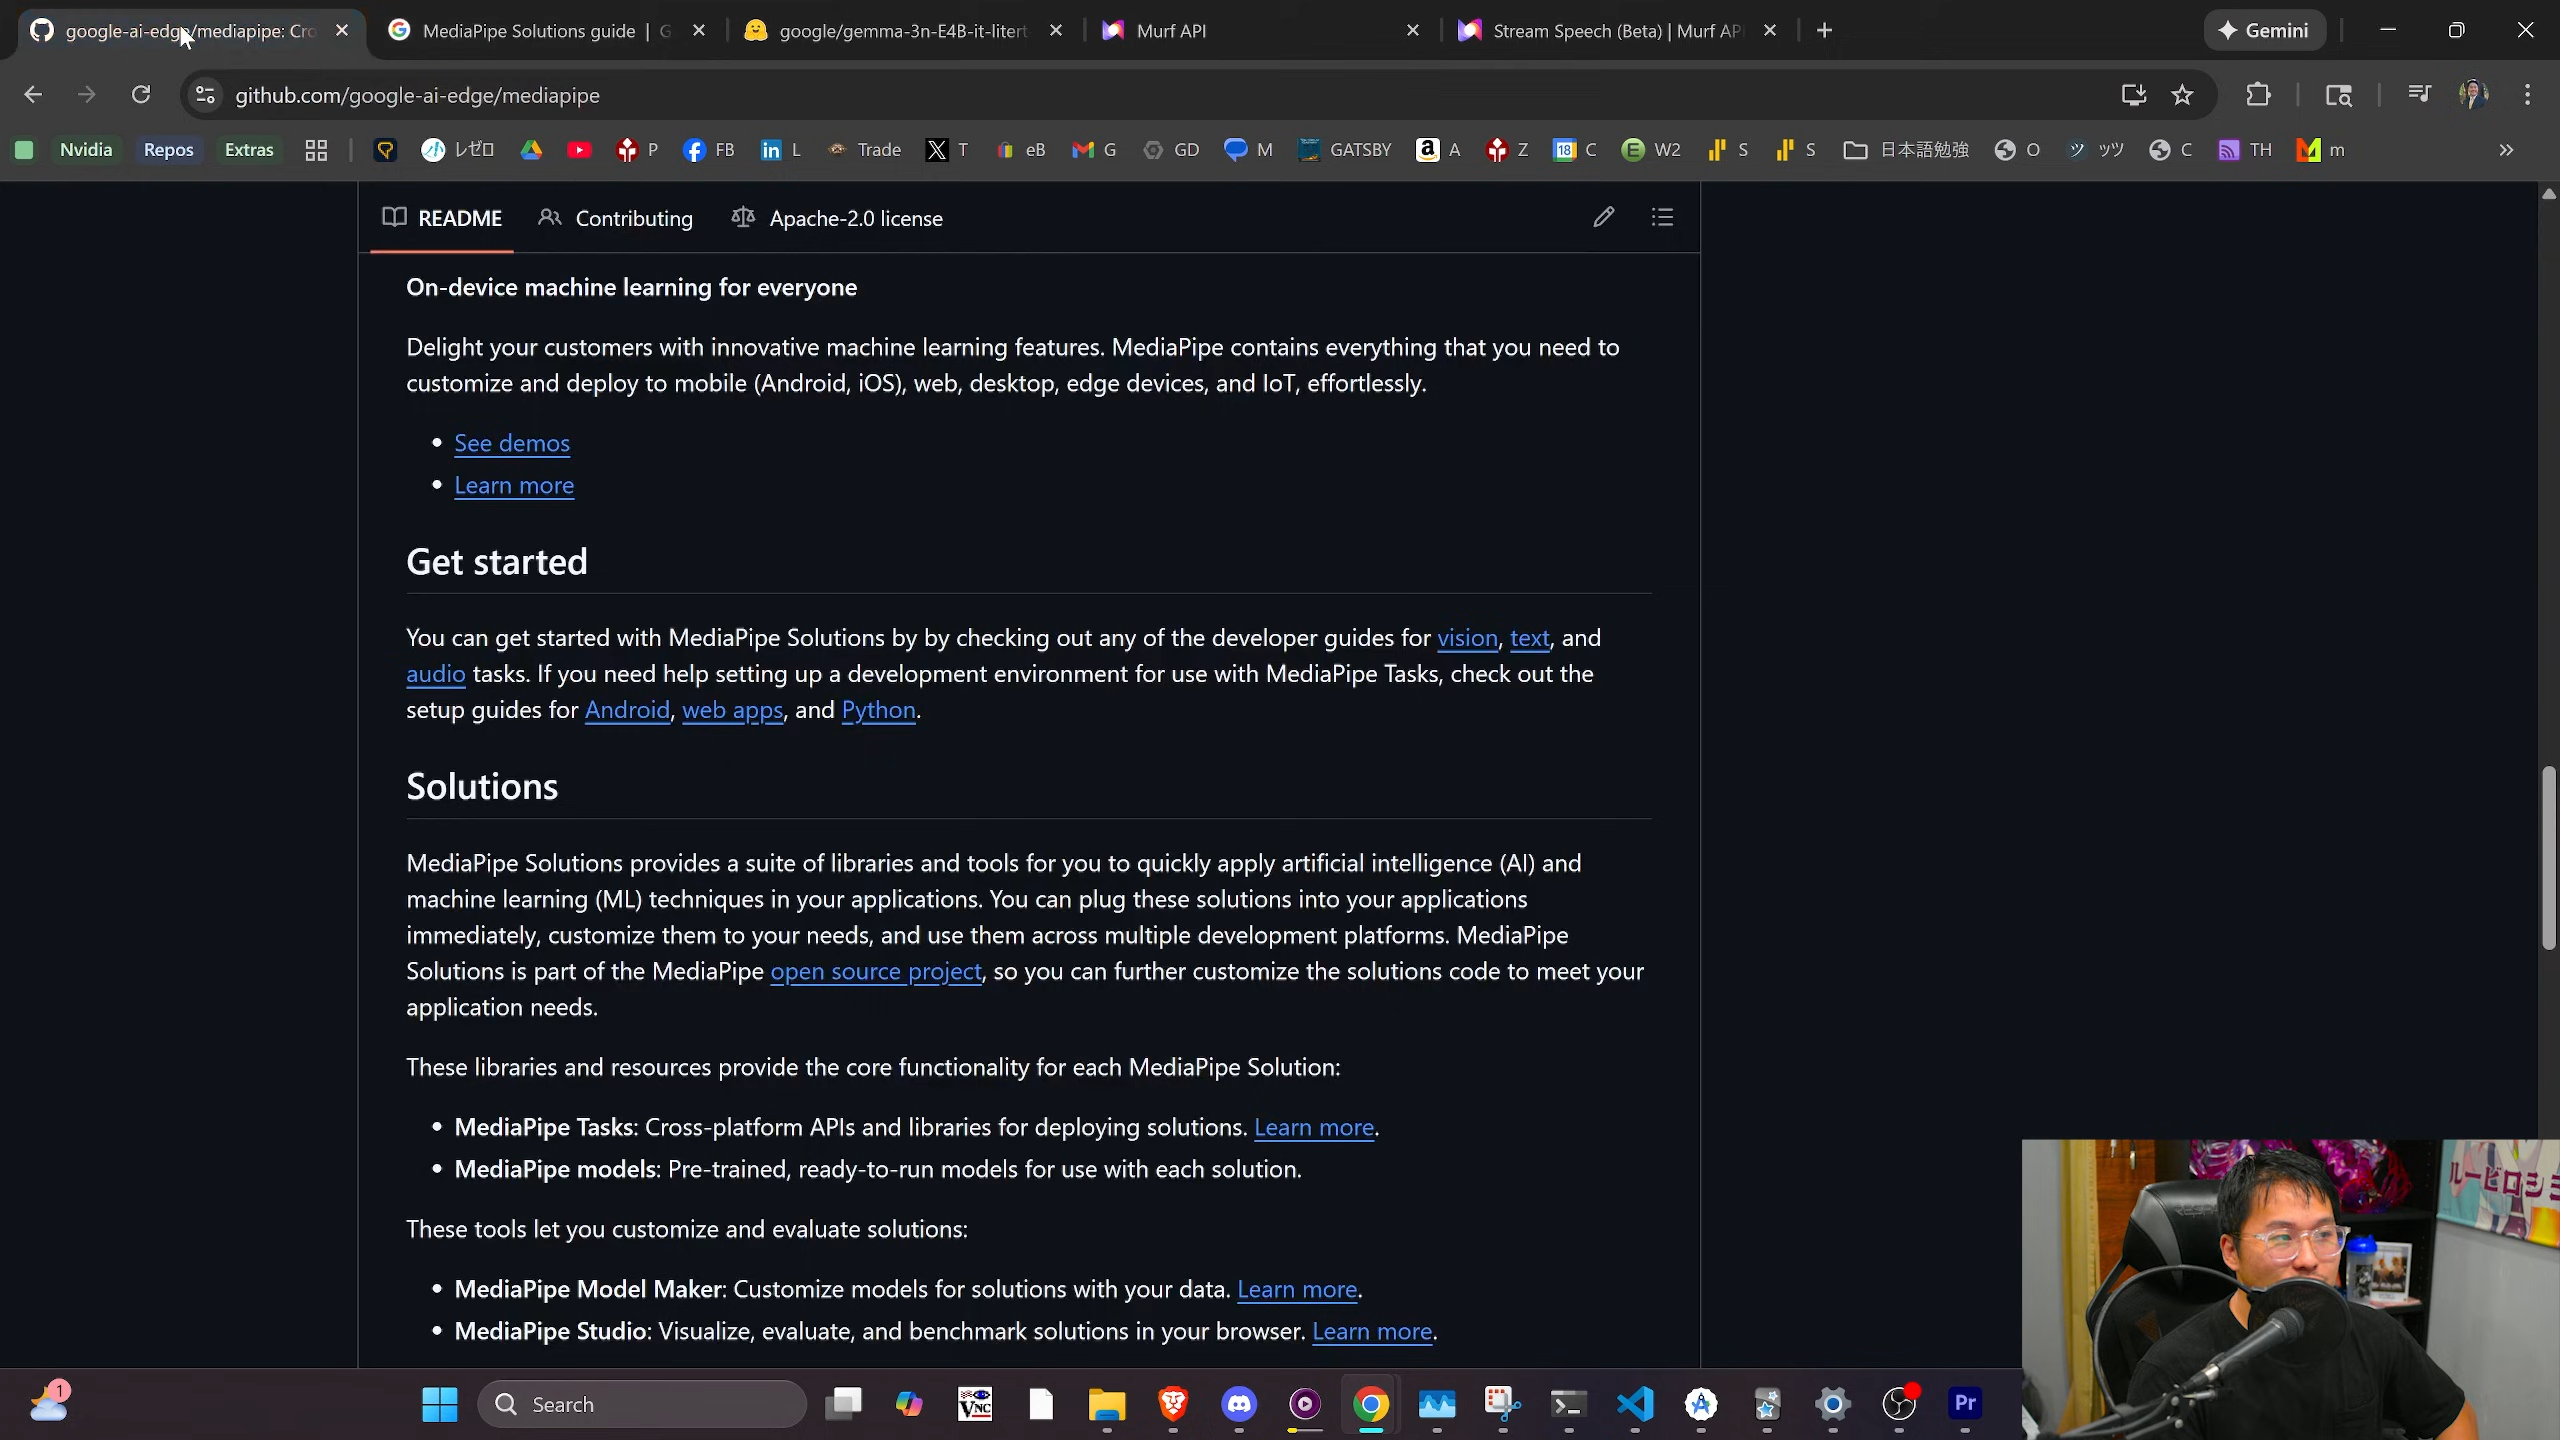 google-ai-edge/mediapipe: Cro
MediaPipe Solutions guide | G
google/gemma-3n-E4B-it-litert
Murf API
Stream Speech (Beta) | Murf AP
Gemini
github.com/google-ai-edge/mediapipe
Nvidia Repos Extras レゼロ P FB L Trade T eB G GD M GATSBY A Z 18 C W2 S S 日本語勉強 O ッツ C TH m
README Contributing Apache-2.0 license
On-device machine learning for everyone
Delight your customers with innovative machine learning features. MediaPipe contains everything that you need to
customize and deploy to mobile (Android, iOS), web, desktop, edge devices, and IoT, effortlessly.
• See demos
• Learn more
Get started
You can get started with MediaPipe Solutions by by checking out any of the developer guides for vision, text, and
audio tasks. If you need help setting up a development environment for use with MediaPipe Tasks, check out the
setup guides for Android, web apps, and Python.
Solutions
MediaPipe Solutions provides a suite of libraries and tools for you to quickly apply artificial intelligence (AI) and
machine learning (ML) techniques in your applications. You can plug these solutions into your applications
immediately, customize them to your needs, and use them across multiple development platforms. MediaPipe
Solutions is part of the MediaPipe open source project, so you can further customize the solutions code to meet your
application needs.
These libraries and resources provide the core functionality for each MediaPipe Solution:
• MediaPipe Tasks: Cross-platform APIs and libraries for deploying solutions. Learn more.
• MediaPipe models: Pre-trained, ready-to-run models for use with each solution.
These tools let you customize and evaluate solutions:
• MediaPipe Model Maker: Customize models for solutions with your data. Learn more.
• MediaPipe Studio: Visualize, evaluate, and benchmark solutions in your browser. Learn more.
1
Search
VNC
Pr